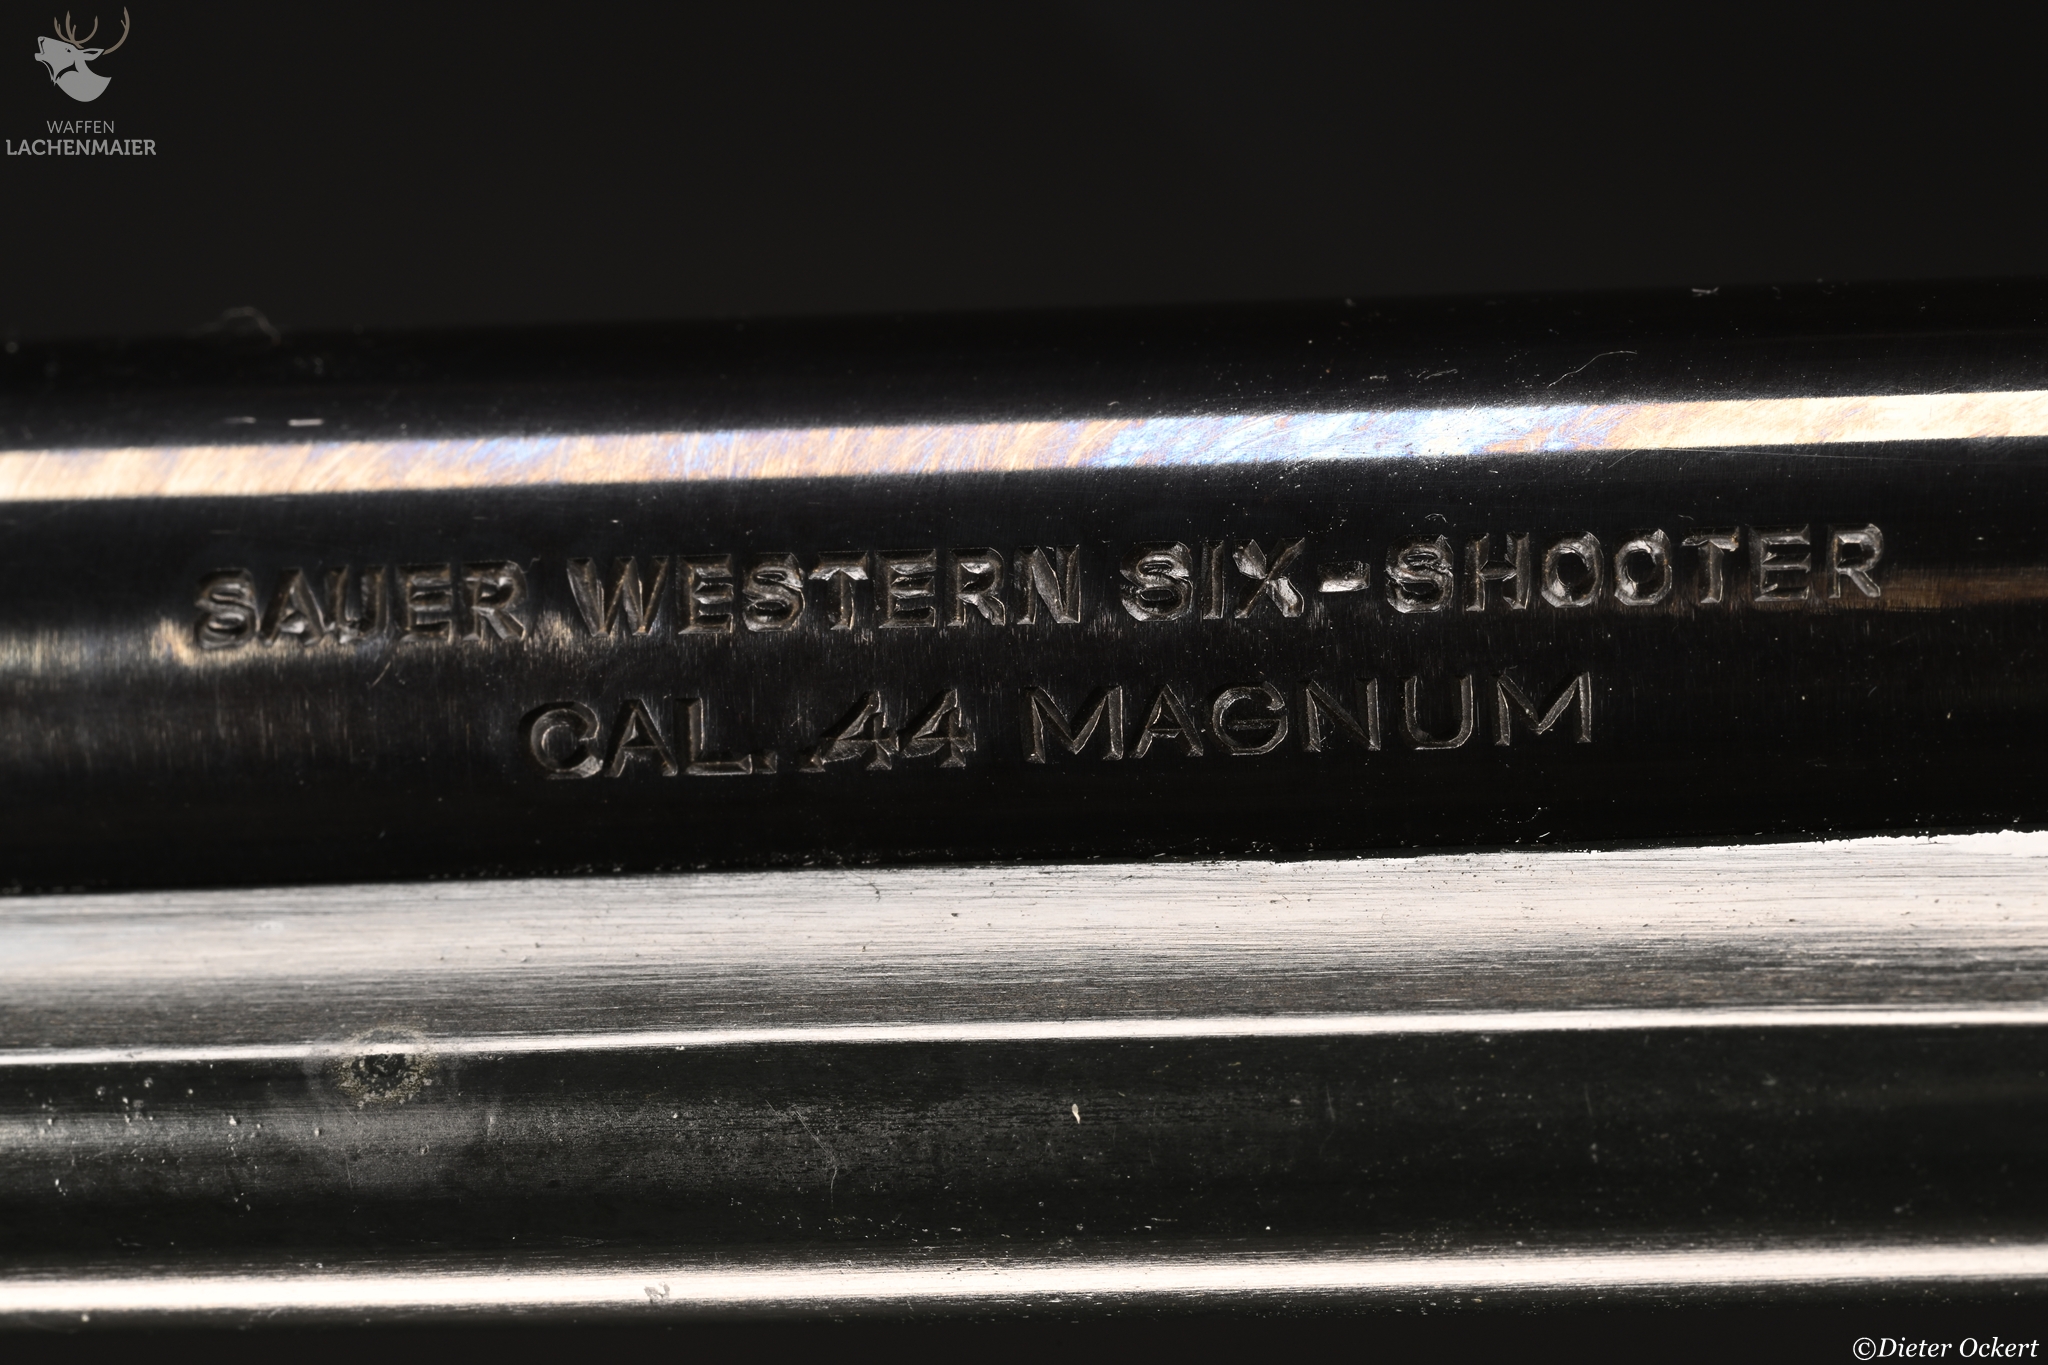 WAFFEN
LACHENMAIER
SAUER WESTERN SIX-SHOOTER
CAL. .44 MAGNUM
©Dieter Ockert